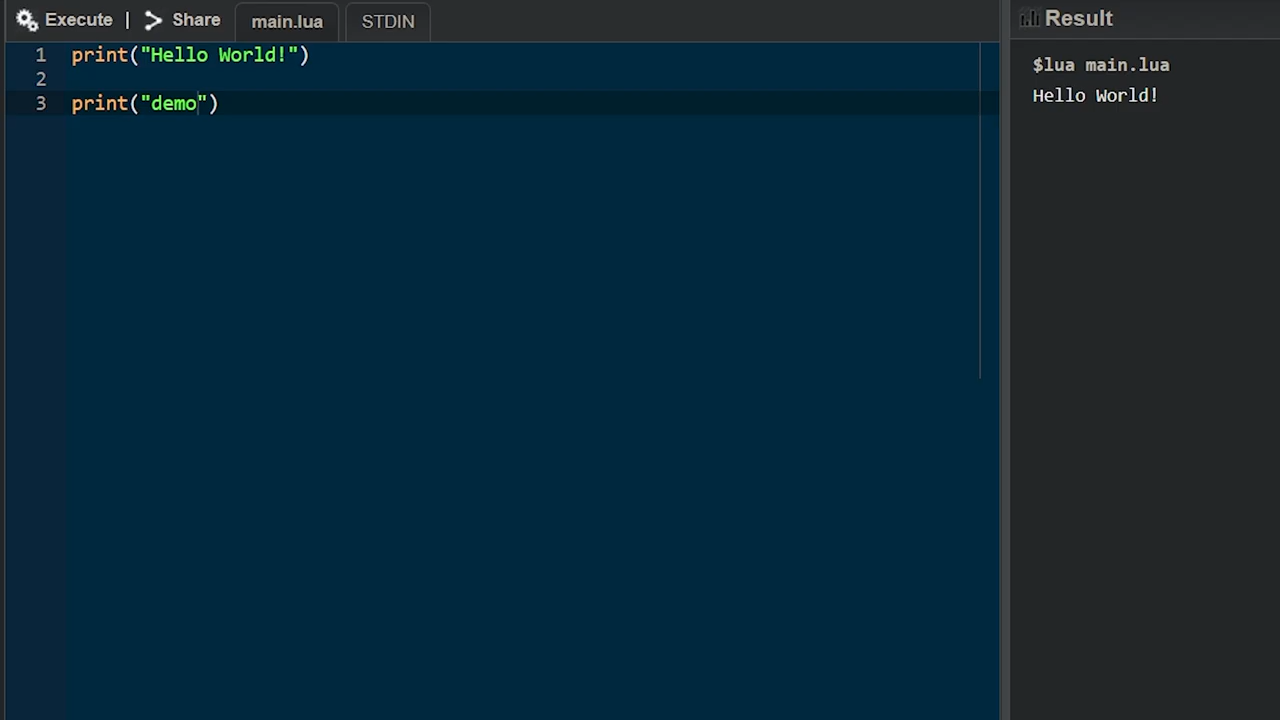 Execute | Share main.lua STDIN
1 print("Hello World!")
2
3 print("demo")
Result
$lua main.lua
Hello World!